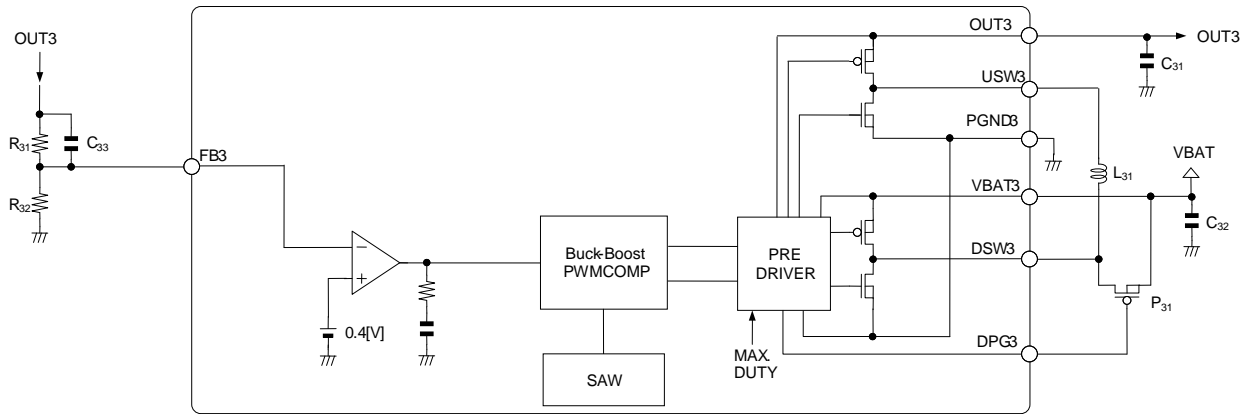 OUT3
OUT3
OUT3
C31
USW3
R31
C33
PGND3
FB3
VBAT
VBAT3
L31
R32
C32
Buck-Boost
PWMCOMP
PRE
DRIVER
DSW3
−
+
P31
0.4[V]
DPG3
MAX.
DUTY
SAW